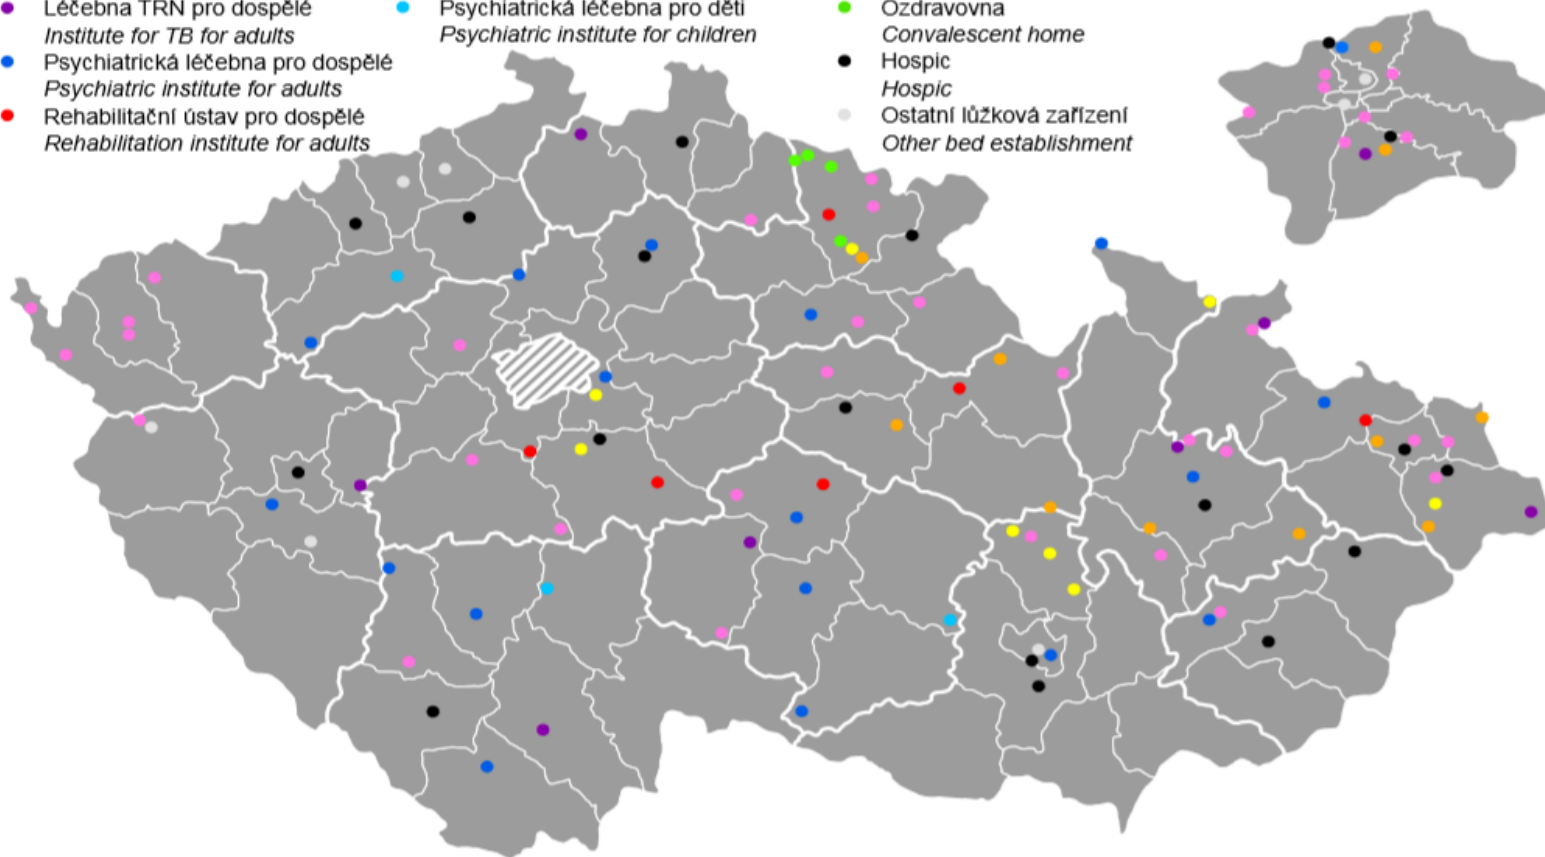 Léčebna TRN pro dospělé
Institute for TB for adults
Psychiatrická léčebna pro dospělé
Psychiatric institute for adults
Rehabilitační ústav pro dospělé
Rehabilitation institute for adults
Psychiatrická léčebna pro děti
Psychiatric institute for children
Ozdravovna
Convalescent home
Hospic
Hospic
Ostatní lůžková zařízení
Other bed establishment